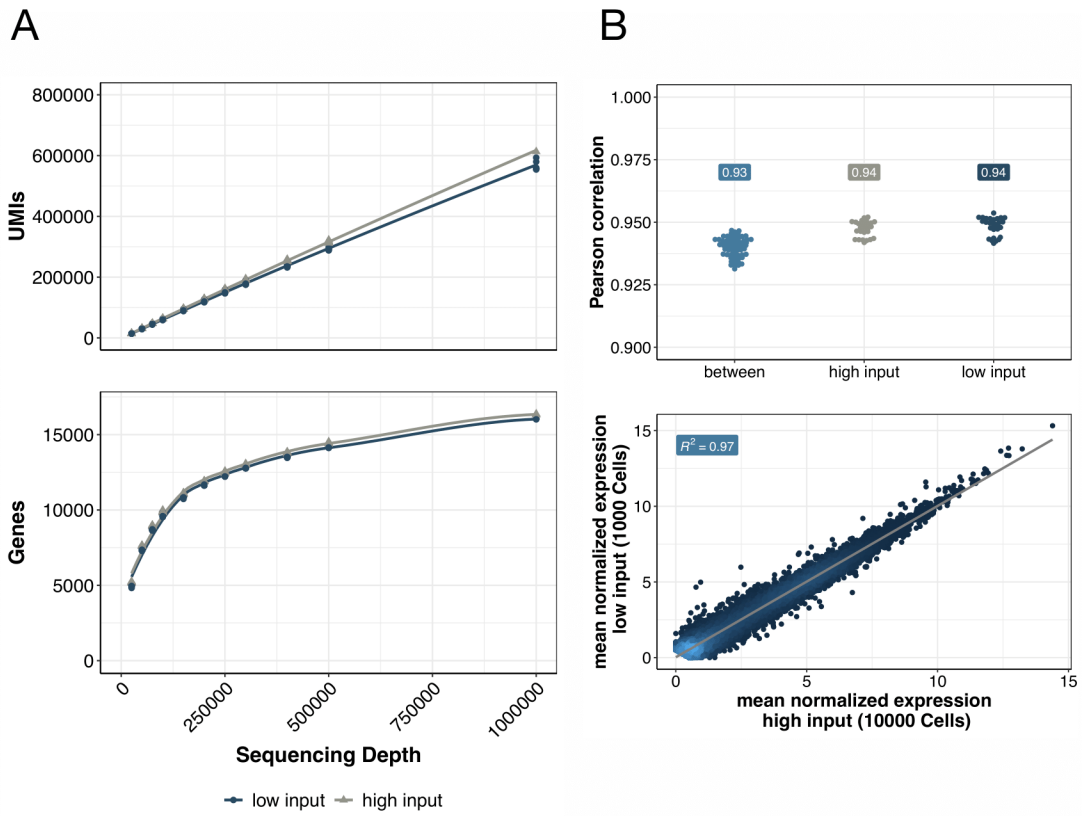 A
B
UMIs
800000
600000
400000
200000
0
Genes
15000
10000
5000
0
0
250000
500000
750000
1000000
Sequencing Depth
low input
high input
Pearson correlation
1.000
0.975
0.950
0.925
0.900
0.93
0.94
0.94
between
high input
low input
mean normalized expression
low input (1000 Cells)
15
10
5
0
R² = 0.97
0
5
10
15
mean normalized expression
high input (10000 Cells)